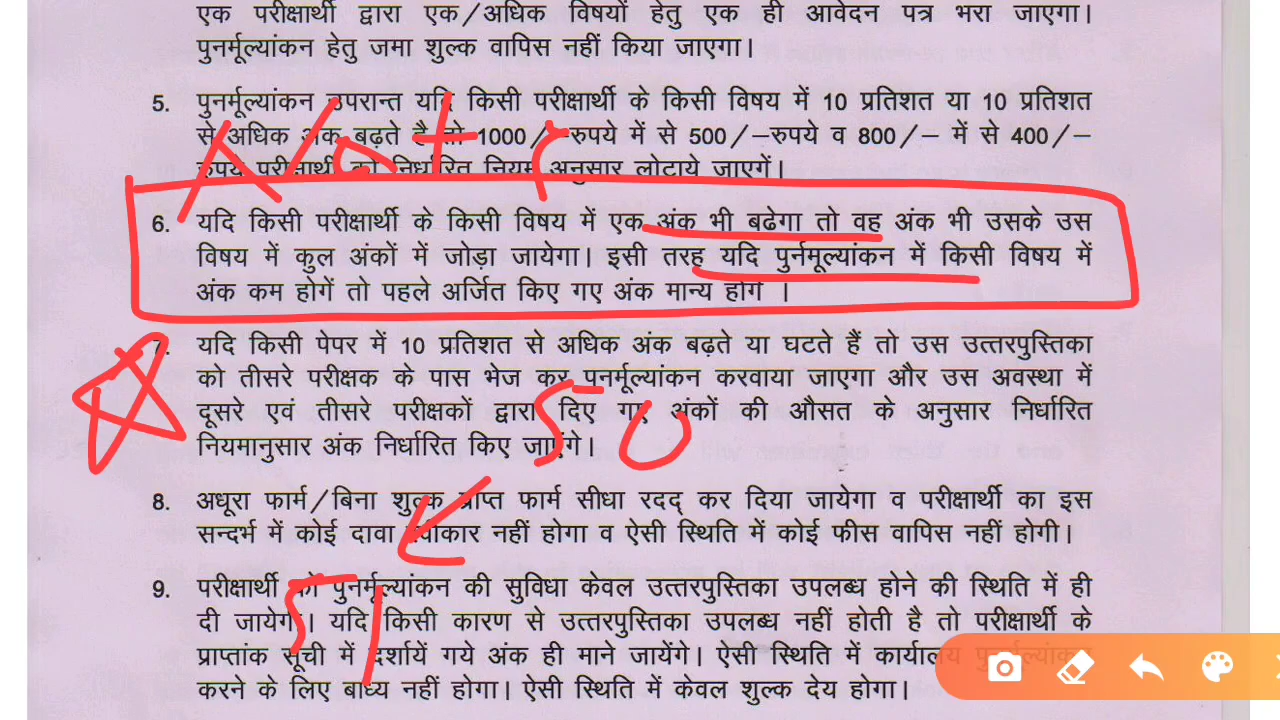 एक परीक्षार्थी द्वारा एक/अधिक विषयों हेतु एक ही आवेदन पत्र भरा जाएगा।
पुनर्मूल्यांकन हेतु जमा शुल्क वापिस नहीं किया जाएगा।
5. पुनर्मूल्यांकन उपरान्त यदि किसी परीक्षार्थी के किसी विषय में 10 प्रतिशत या 10 प्रतिशत
से अधिक अंक बढ़ते है तो 1000/–रुपये में से 500/–रुपये व 800/– में से 400/–
रुपये परीक्षार्थी को निर्धारित नियम अनुसार लोटाये जाएगें।
6. यदि किसी परीक्षार्थी के किसी विषय में एक अंक भी बढेगा तो वह अंक भी उसके उस
विषय में कुल अंकों में जोड़ा जायेगा। इसी तरह यदि पुर्नमूल्यांकन में किसी विषय में
अंक कम होगें तो पहले अर्जित किए गए अंक मान्य होगें ।
7. यदि किसी पेपर में 10 प्रतिशत से अधिक अंक बढ़ते या घटते हैं तो उस उत्तरपुस्तिका
को तीसरे परीक्षक के पास भेज कर पुनर्मूल्यांकन करवाया जाएगा और उस अवस्था में
दूसरे एवं तीसरे परीक्षकों द्वारा दिए गए अंकों की औसत के अनुसार निर्धारित
नियमानुसार अंक निर्धारित किए जाएंगे।
50
8. अधूरा फार्म/बिना शुल्क प्राप्त फार्म सीधा रदद् कर दिया जायेगा व परीक्षार्थी का इस
सन्दर्भ में कोई दावा स्वीकार नहीं होगा व ऐसी स्थिति में कोई फीस वापिस नहीं होगी।
9. परीक्षार्थी को पुनर्मूल्यांकन की सुविधा केवल उत्तरपुस्तिका उपलब्ध होने की स्थिति में ही
दी जायेगी। यदि किसी कारण से उत्तरपुस्तिका उपलब्ध नहीं होती है तो परीक्षार्थी के
51
प्राप्तांक सूची में दर्शायें गये अंक ही माने जायेंगे। ऐसी स्थिति में कार्यालय पुनर्मूल्यांकन
करने के लिए बाध्य नहीं होगा। ऐसी स्थिति में केवल शुल्क देय होगा।